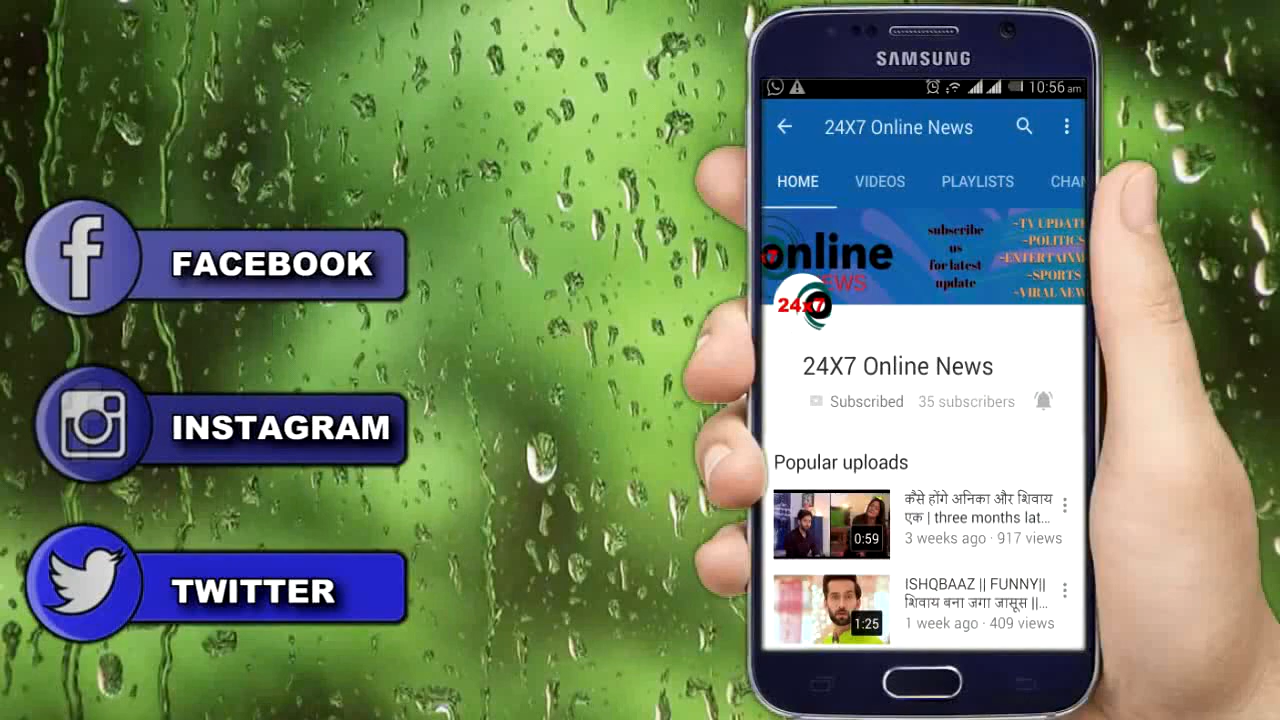 FACEBOOK
INSTAGRAM
TWITTER
SAMSUNG
10:56 am
24X7 Online News
HOME VIDEOS PLAYLISTS CHAN
online
NEWS
subscribe
us
for latest
update
~TV UPDATE
~POLITICS
~ENTERTAINM
~SPORTS
~VIRAL NEW
24x7
24X7 Online News
Subscribed 35 subscribers
Popular uploads
कैसे होंगे अनिका और शिवाय
एक | three months lat...
3 weeks ago · 917 views
0:59
ISHQBAAZ || FUNNY||
शिवाय बना जगा जासूस ||...
1 week ago · 409 views
1:25